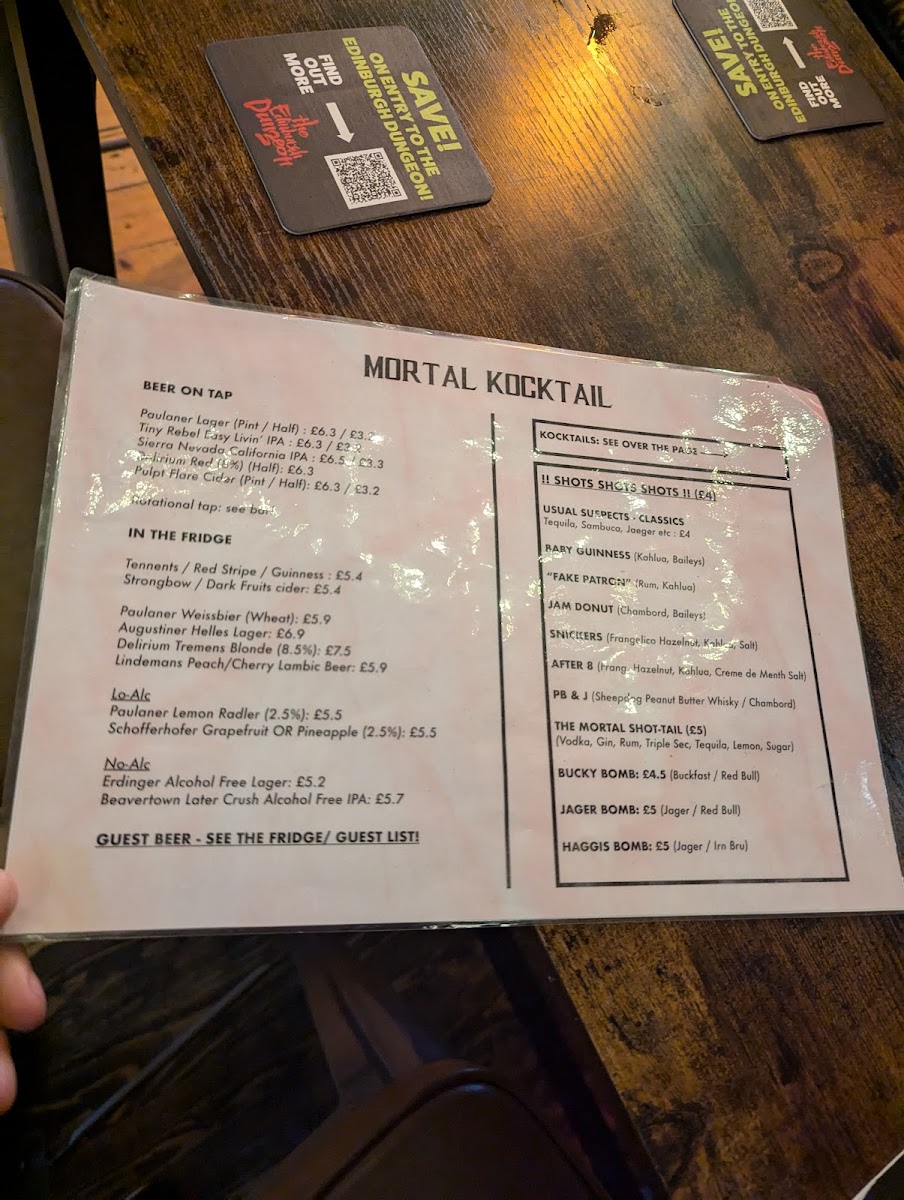 SAVE!
ON ENTRY TO THE
EDINBURGH DUNGEON!
FIND
OUT
MORE
the
Edinburgh
Dungeon
SAVE!
ON ENTRY TO THE
EDINBURGH DUNGEON
FIND
OUT
MORE
the
Dungeon
MORTAL KOCKTAIL
BEER ON TAP
Paulaner Lager (Pint / Half) : £6.3 / £3.2
Tiny Rebel Easy Livin' IPA : £6.3 / £3.2
Sierra Nevada California IPA : £6.5 / £3.3
Delirium Red (8%) (Half): £6.3
Pulpt Flare Cider (Pint / Half): £6.3 / £3.2
Rotational tap: see
IN THE FRIDGE
Tennents / Red Stripe / Guinness : £5.4
Strongbow / Dark Fruits cider: £5.4
Paulaner Weissbier (Wheat): £5.9
Augustiner Helles Lager: £6.9
Delirium Tremens Blonde (8.5%): £7.5
Lindemans Peach/Cherry Lambic Beer: £5.9
Lo-Alc
Paulaner Lemon Radler (2.5%): £5.5
Schofferhofer Grapefruit OR Pineapple (2.5%): £5.5
No-Alc
Erdinger Alcohol Free Lager: £5.2
Beavertown Later Crush Alcohol Free IPA: £5.7
GUEST BEER - SEE THE FRIDGE/ GUEST LIST!
KOCKTAILS: SEE OVER THE PAGE
!! SHOTS SHOTS SHOTS !! (£4)
USUAL SUSPECTS - CLASSICS
Tequila, Sambuca, Jaeger etc : £4
BABY GUINNESS (Kahlua, Baileys)
"FAKE PATRON" (Rum, Kahlua)
JAM DONUT (Chambord, Baileys)
SNICKERS (Frangelico Hazelnut, Kahlua, Salt)
AFTER 8 (Frang. Hazelnut, Kahlua, Creme de Menth Salt)
PB & J (Sheepdog Peanut Butter Whisky / Chambord)
THE MORTAL SHOT-TAIL (£5)
(Vodka, Gin, Rum, Triple Sec, Tequila, Lemon, Sugar)
BUCKY BOMB: £4.5 (Buckfast / Red Bull)
JAGER BOMB: £5 (Jager / Red Bull)
HAGGIS BOMB: £5 (Jager / Irn Bru)